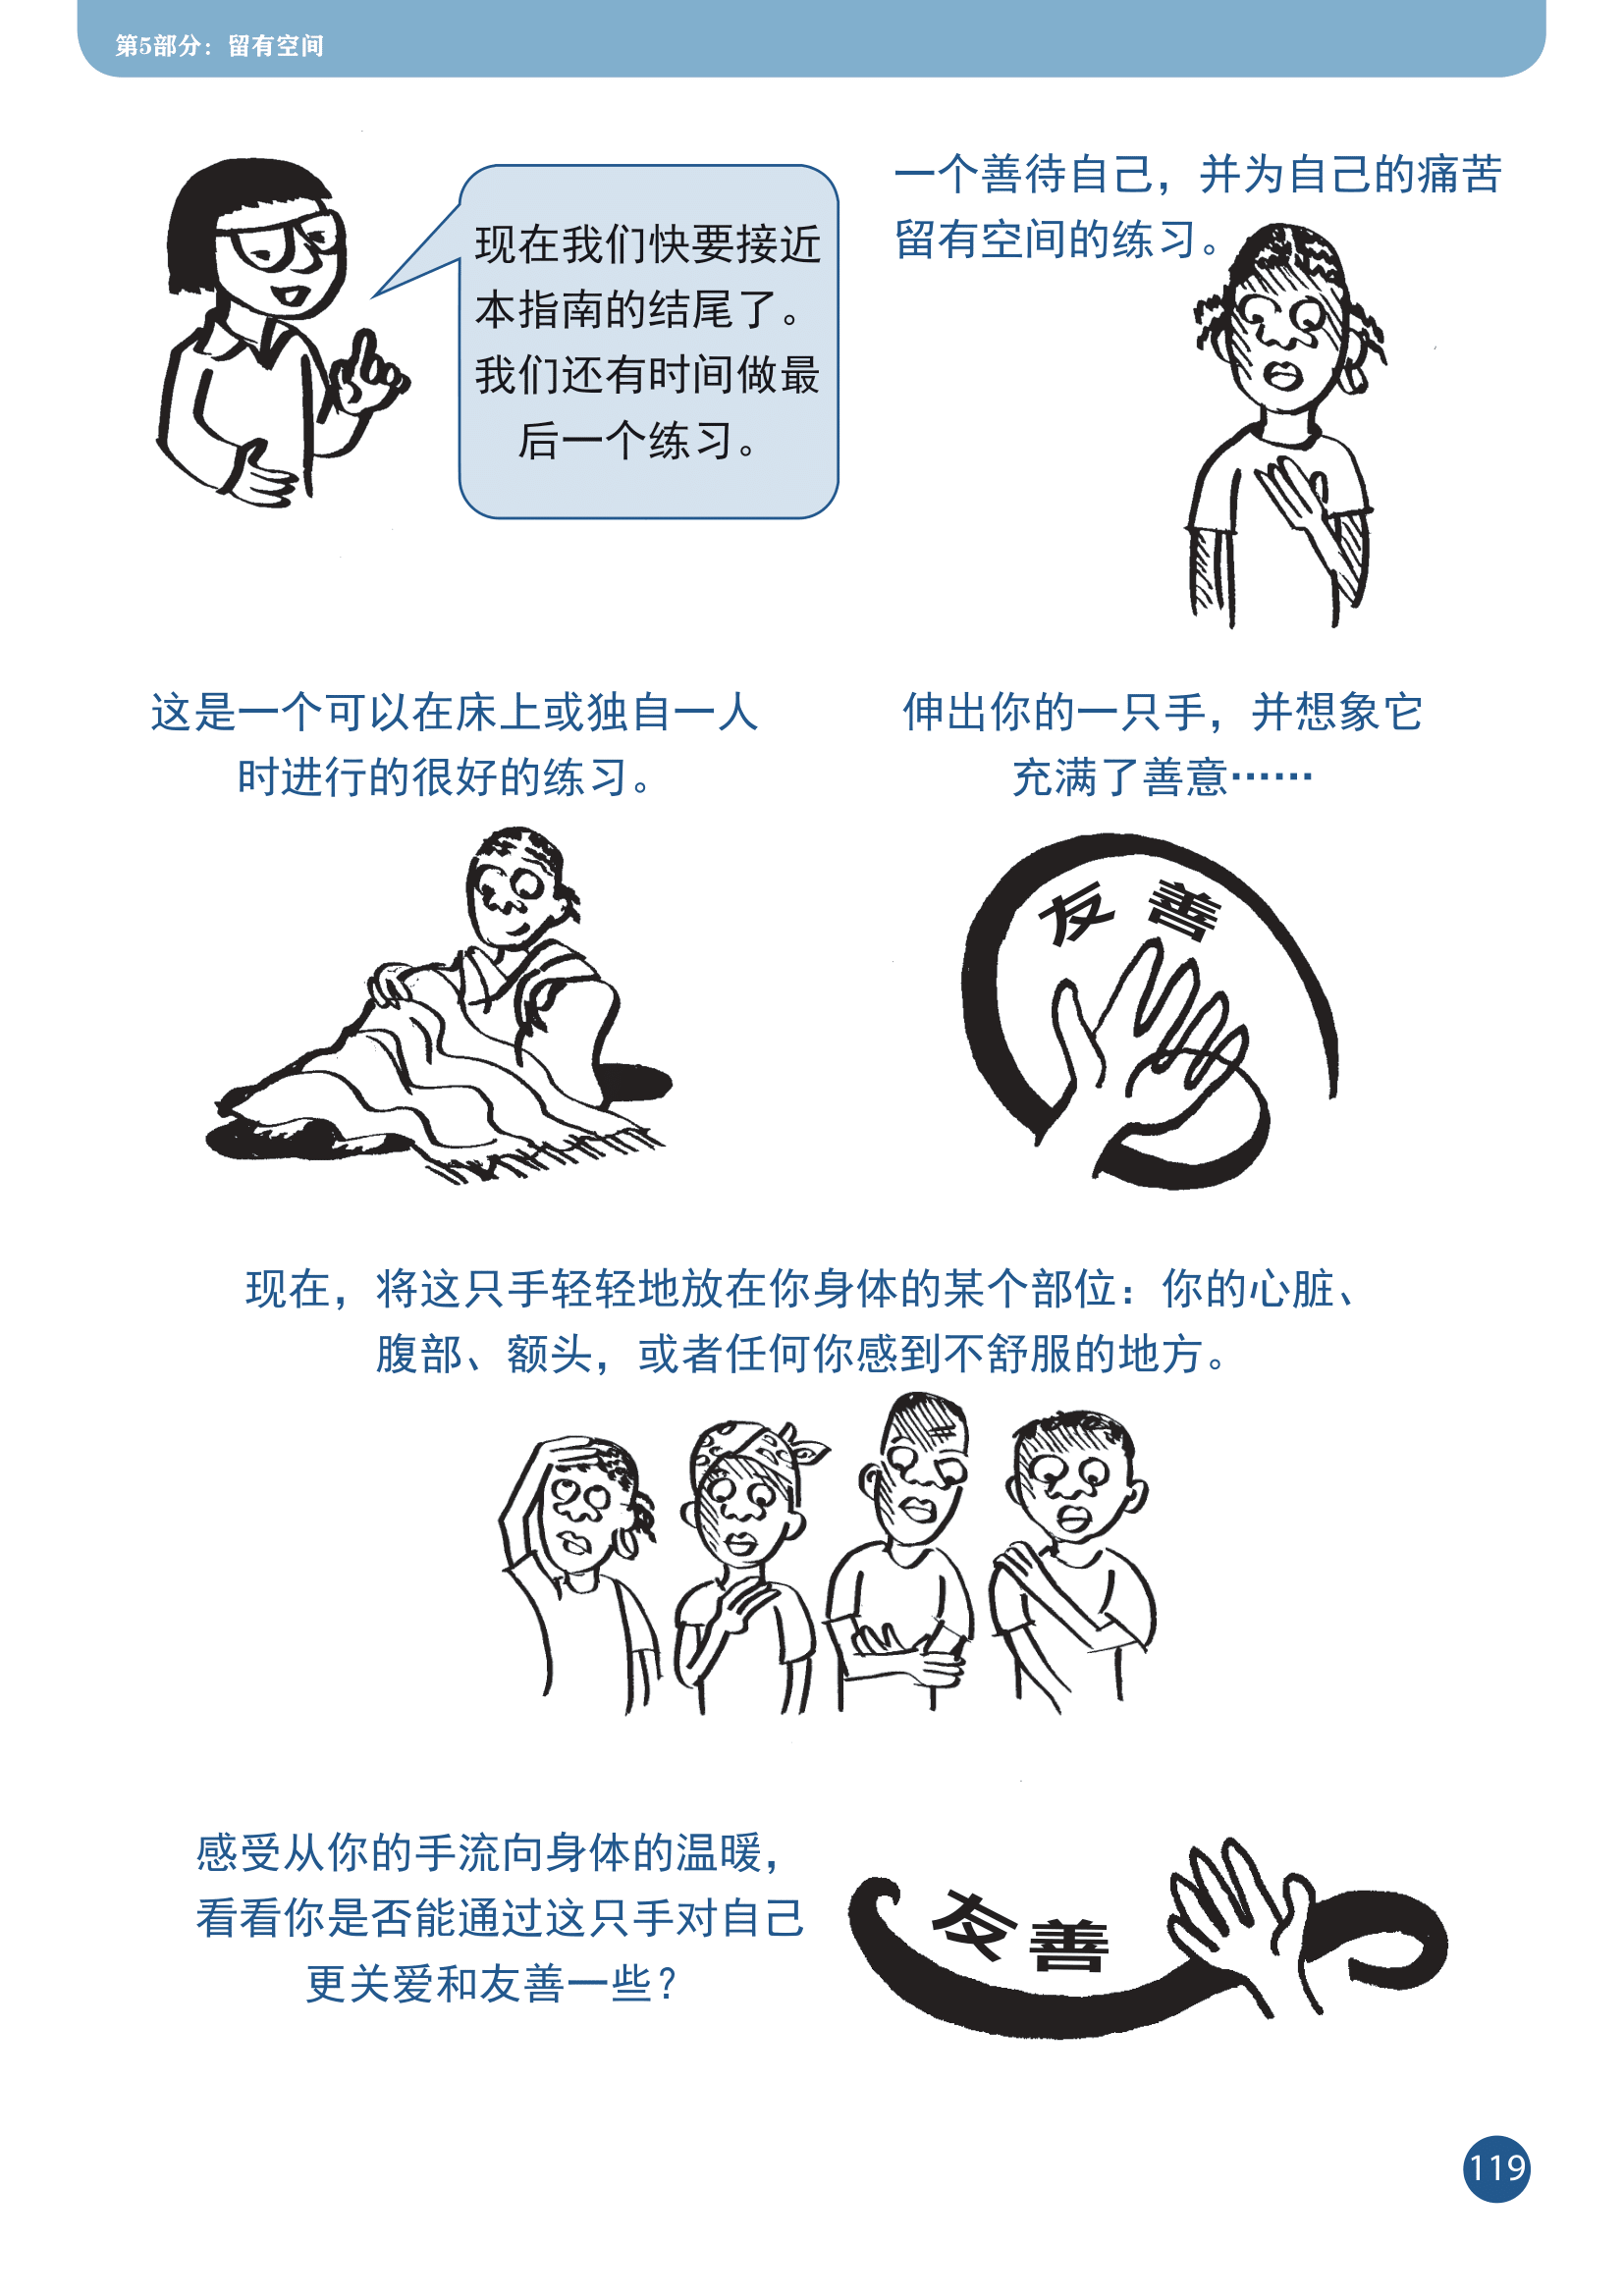 第5部分：留有空间
现在我们快要接近
本指南的结尾了。
我们还有时间做最
后一个练习。
一个善待自己，并为自己的痛苦
留有空间的练习。
这是一个可以在床上或独自一人
时进行的很好的练习。
伸出你的一只手，并想象它
充满了善意……
友善
现在，将这只手轻轻地放在你身体的某个部位：你的心脏、
腹部、额头，或者任何你感到不舒服的地方。
感受从你的手流向身体的温暖，
看看你是否能通过这只手对自己
更关爱和友善一些？
友善
119